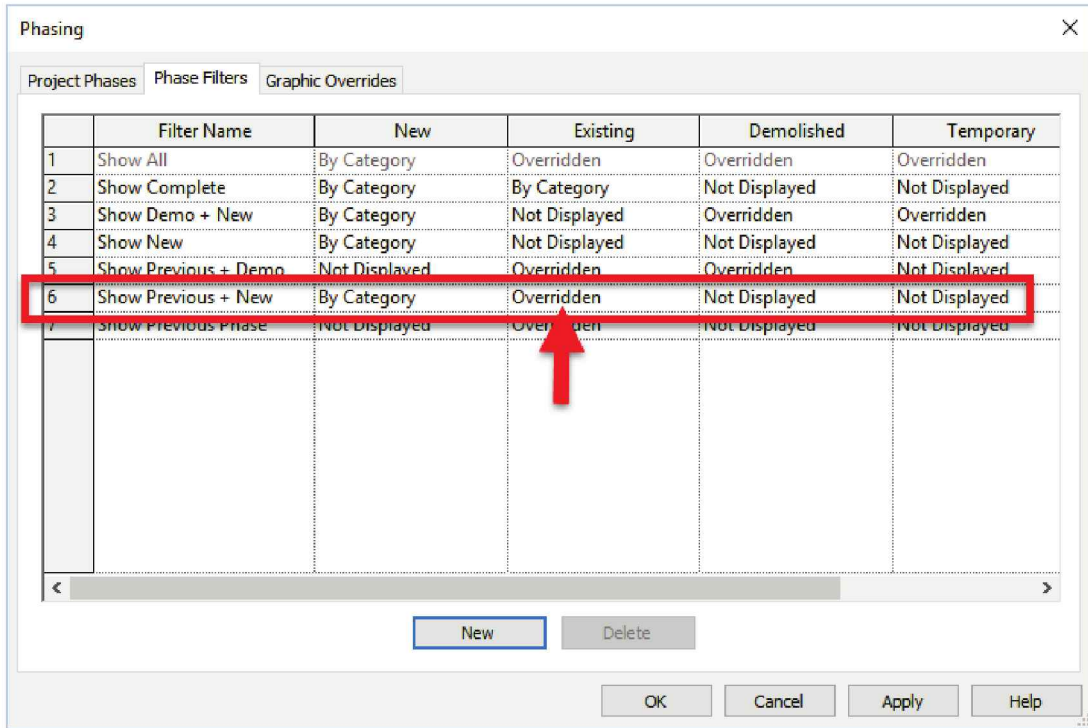 Phasing
Project Phases Phase Filters Graphic Overrides
Filter Name New Existing Demolished Temporary
1 Show All By Category Overridden Overridden Overridden
2 Show Complete By Category By Category Not Displayed Not Displayed
3 Show Demo + New By Category Not Displayed Overridden Overridden
4 Show New By Category Not Displayed Not Displayed Not Displayed
5 Show Previous + Demo Not Displayed Overridden Overridden Not Displayed
6 Show Previous + New By Category Overridden Not Displayed Not Displayed
7 Show Previous Phase Not Displayed Overridden Not Displayed Not Displayed
New Delete
OK Cancel Apply Help